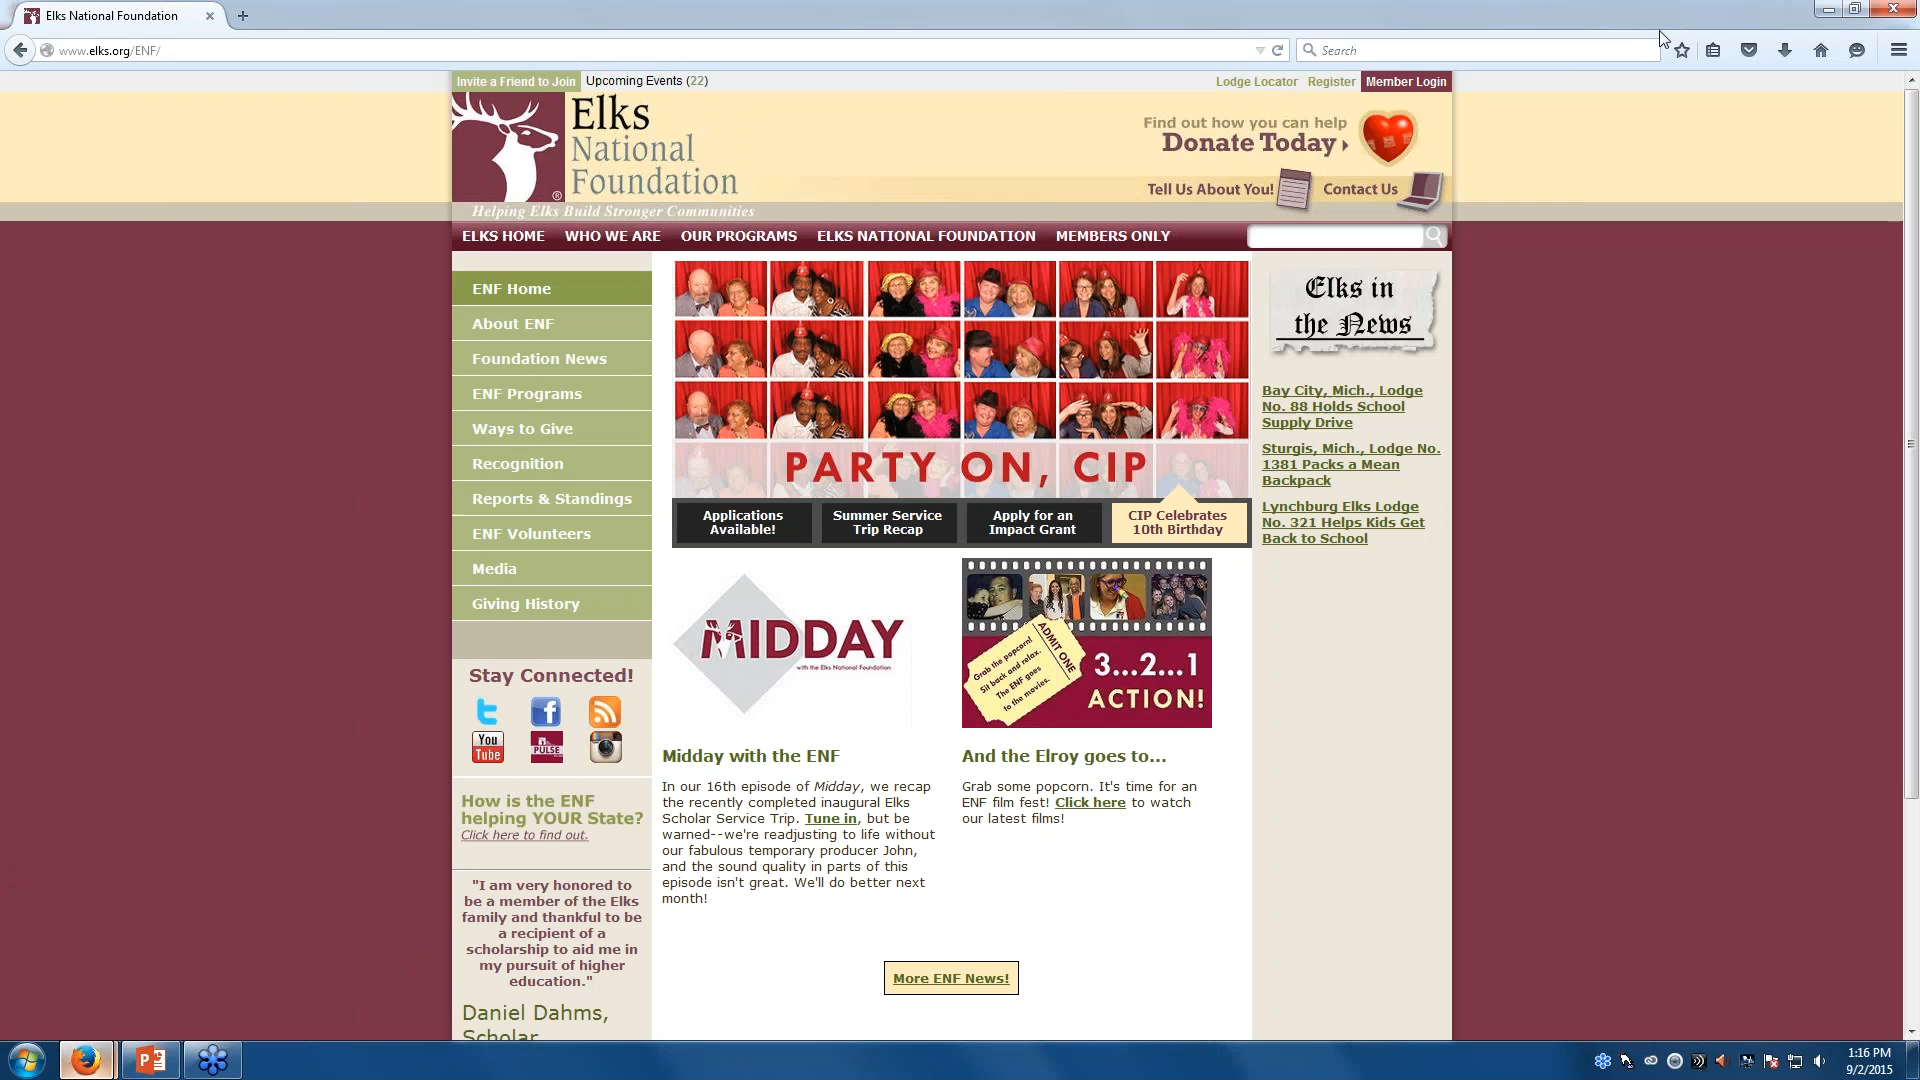 Elks National Foundation
www.elks.org/ENF/
Search
Invite a Friend to Join
Upcoming Events (22)
Lodge Locator
Register
Member Login
Elks
National
Foundation
®
Helping Elks Build Stronger Communities
Find out how you can help
Donate Today
Tell Us About You!
Contact Us
ELKS HOME
WHO WE ARE
OUR PROGRAMS
ELKS NATIONAL FOUNDATION
MEMBERS ONLY
ENF Home
About ENF
Foundation News
ENF Programs
Ways to Give
Recognition
Reports & Standings
ENF Volunteers
Media
Giving History
Stay Connected!
You
Tube
PULSE
How is the ENF
helping YOUR State?
Click here to find out.
"I am very honored to
be a member of the Elks
family and thankful to be
a recipient of a
scholarship to aid me in
my pursuit of higher
education."
Daniel Dahms,
Scholar
PARTY ON, CIP
Applications
Available!
Summer Service
Trip Recap
Apply for an
Impact Grant
CIP Celebrates
10th Birthday
MIDDAY
with the Elks National Foundation
Midday with the ENF
In our 16th episode of Midday, we recap
the recently completed inaugural Elks
Scholar Service Trip. Tune in, but be
warned--we're readjusting to life without
our fabulous temporary producer John,
and the sound quality in parts of this
episode isn't great. We'll do better next
month!
Grab the popcorn!
Sit back and relax.
The ENF goes
to the movies.
ADMIT ONE
3...2...1
ACTION!
And the Elroy goes to...
Grab some popcorn. It's time for an
ENF film fest! Click here to watch
our latest films!
More ENF News!
Elks in
the News
Bay City, Mich., Lodge
No. 88 Holds School
Supply Drive
Sturgis, Mich., Lodge No.
1381 Packs a Mean
Backpack
Lynchburg Elks Lodge
No. 321 Helps Kids Get
Back to School
1:16 PM
9/2/2015